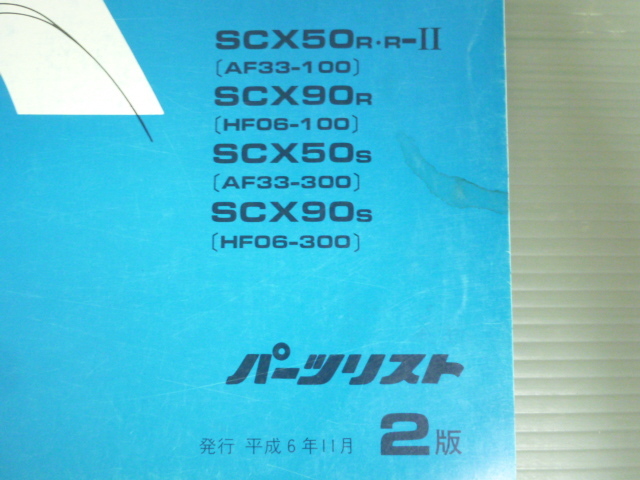 SCX50R・R-II
〔AF33-100〕
SCX90R
〔HF06-100〕
SCX50S
〔AF33-300〕
SCX90S
〔HF06-300〕
パーツリスト
発行 平成6年11月 2版